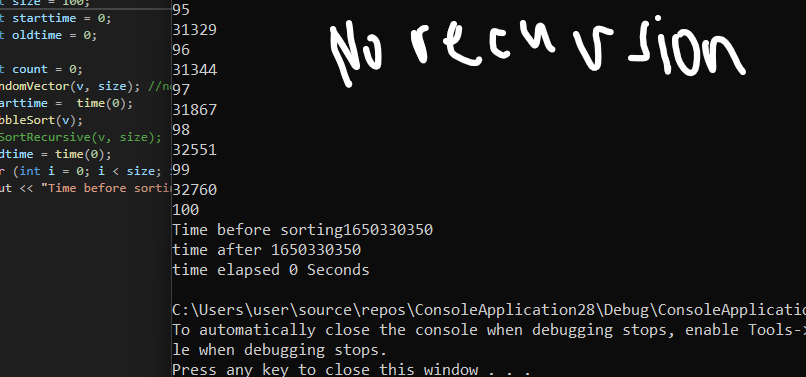 t size = 100;
t starttime = 0;
t oldtime = 0;
t count = 0;
ndomVector(v, size); //n
arttime = time(0);
bbleSort(v);
SortRecursive(v, size);
dtime = time(0);
r (int i = 0; i < size;
ut << "Time before sorti
95
31329
96
31344
97
31867
98
32551
99
32760
100
Time before sorting1650330350
time after 1650330350
time elapsed 0 Seconds
C:\Users\user\source\repos\ConsoleApplication28\Debug\ConsoleApplicatio
To automatically close the console when debugging stops, enable Tools->
le when debugging stops.
Press any key to close this window . . .
No recursion